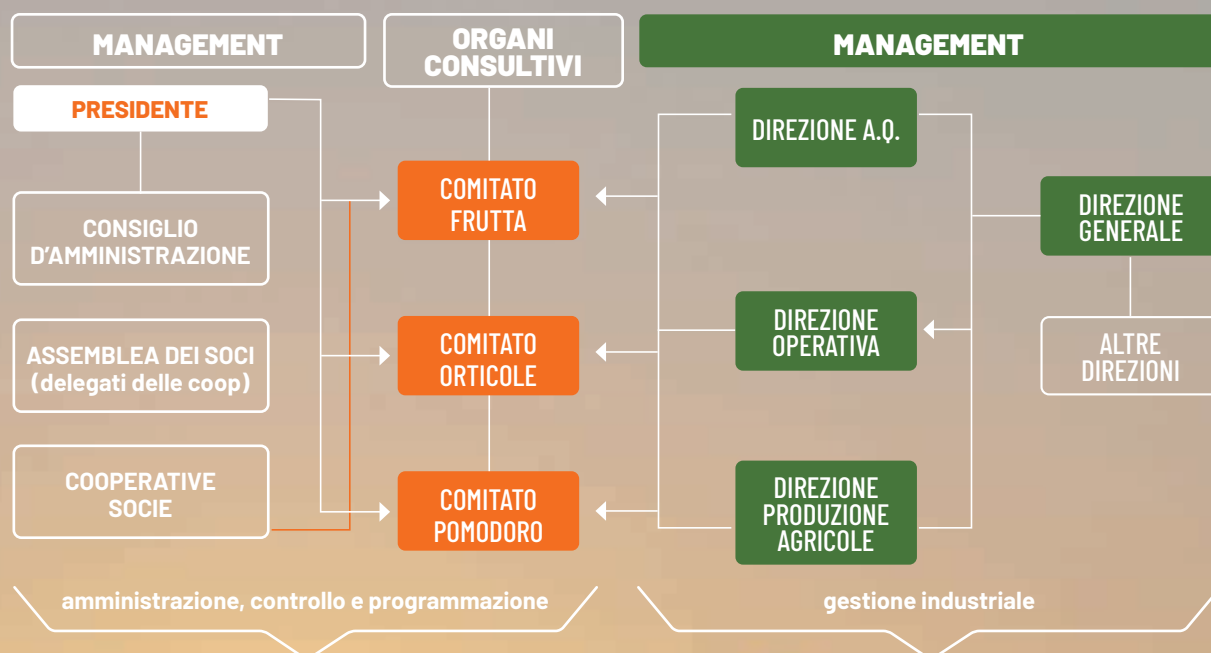 MANAGEMENT
PRESIDENTE
CONSIGLIO
D'AMMINISTRAZIONE
ASSEMBLEA DEI SOCI
(delegati delle coop)
COOPERATIVE
SOCIE
ORGANI
CONSULTIVI
COMITATO
FRUTTA
COMITATO
ORTICOLE
COMITATO
POMODORO
amministrazione, controllo e programmazione
MANAGEMENT
DIREZIONE A.Q.
DIREZIONE
OPERATIVA
DIREZIONE
PRODUZIONE
AGRICOLE
DIREZIONE
GENERALE
ALTRE
DIREZIONI
gestione industriale